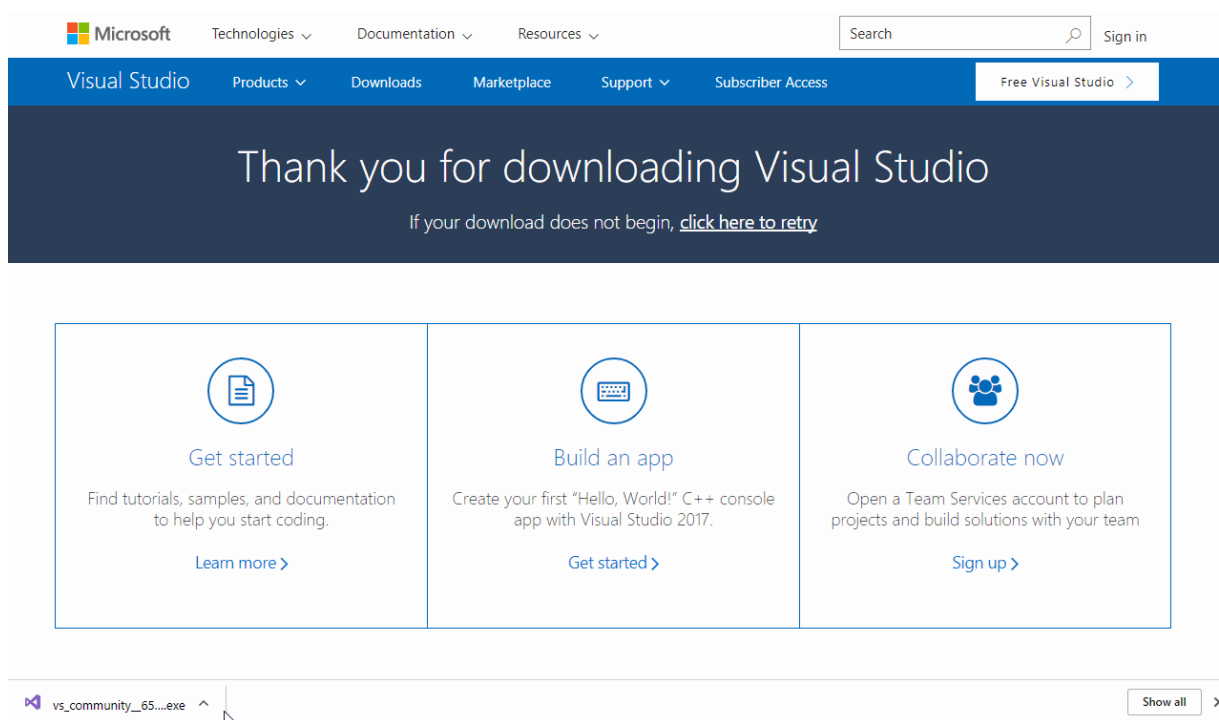 Microsoft Technologies Documentation Resources Search Sign in
Visual Studio Products Downloads Marketplace Support Subscriber Access Free Visual Studio
Thank you for downloading Visual Studio
If your download does not begin, click here to retry
Get started
Find tutorials, samples, and documentation
to help you start coding.
Learn more
Build an app
Create your first “Hello, World!” C++ console
app with Visual Studio 2017.
Get started
Collaborate now
Open a Team Services account to plan
projects and build solutions with your team
Sign up
vs_community__65....exe Show all